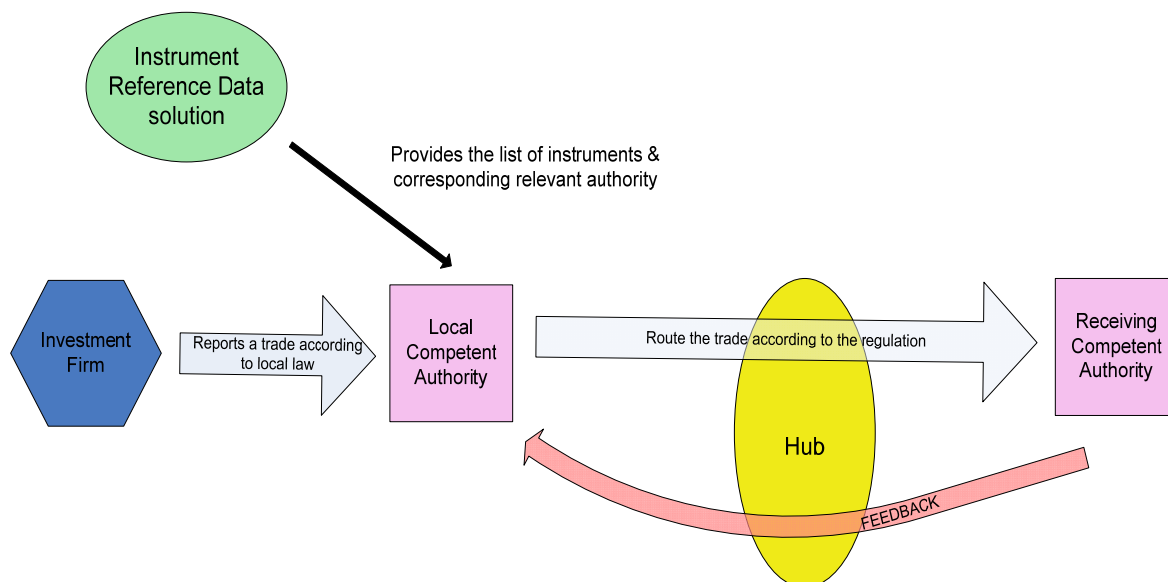 Instrument
Reference Data
solution
Provides the list of instruments &
corresponding relevant authority
Investment
Firm
Reports a trade according
to local law
Local
Competent
Authority
Route the trade according to the regulation
Receiving
Competent
Authority
Hub
FEEDBACK